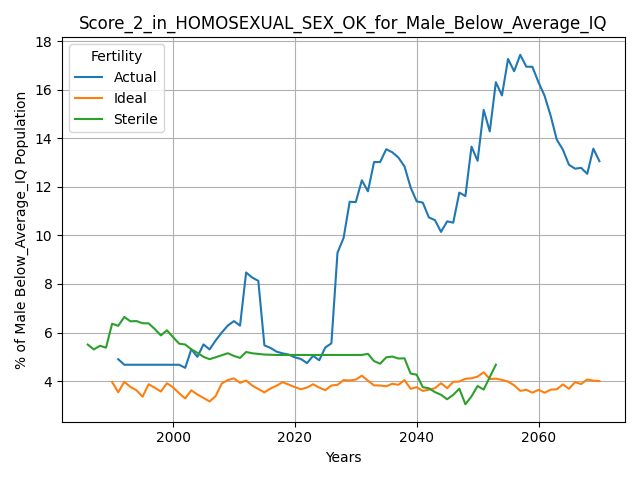 Score_2_in_HOMOSEXUAL_SEX_OK_for_Male_Below_Average_IQ
% of Male Below_Average_IQ Population
18
16
14
12
10
8
6
4
Fertility
Actual
Ideal
Sterile
2000
2020
2040
2060
Years